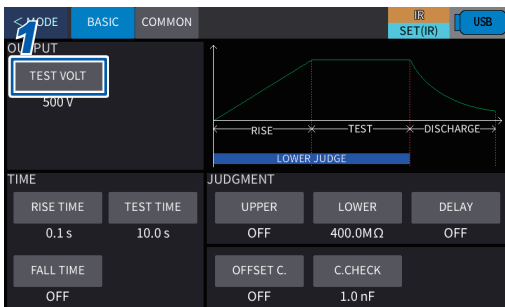 < MODE BASIC COMMON IR SET(IR) USB
1
OUTPUT
TEST VOLT
500 V
RISE TEST DISCHARGE
LOWER JUDGE
TIME JUDGMENT
RISE TIME TEST TIME UPPER LOWER DELAY
0.1 s 10.0 s OFF 400.0MΩ OFF
FALL TIME OFFSET C. C.CHECK
OFF OFF 1.0 nF